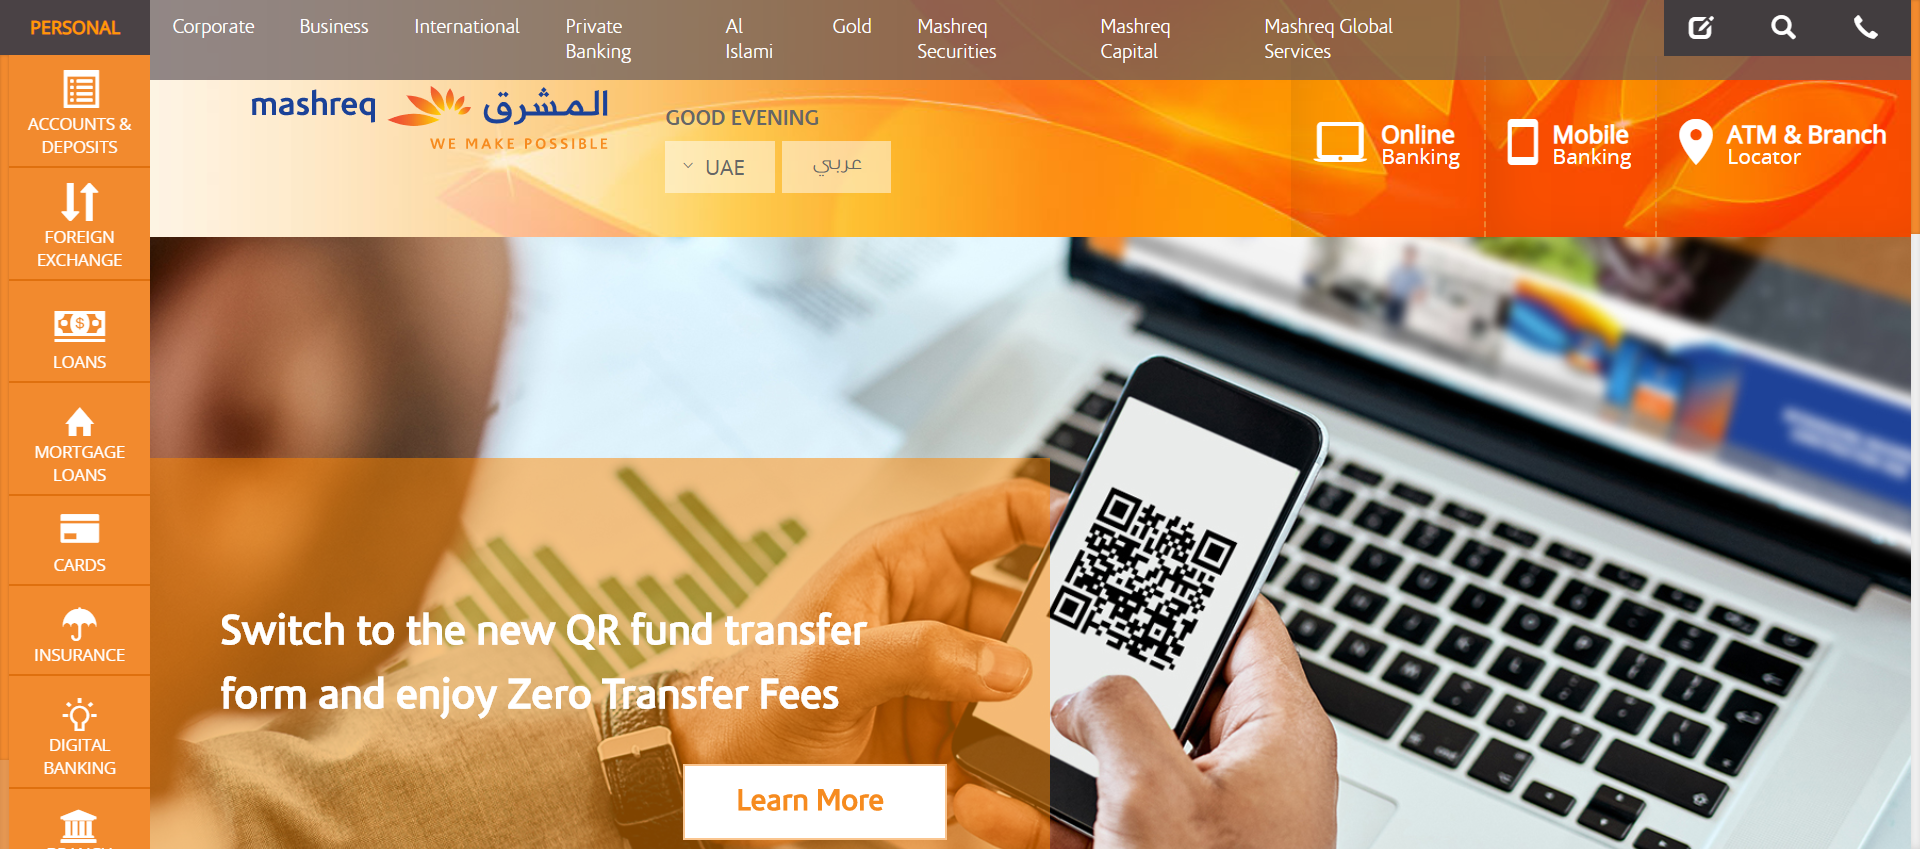 PERSONAL
Corporate
Business
International
Private
Banking
Al
Islami
Gold
Mashreq
Securities
Mashreq
Capital
Mashreq Global
Services
mashreq المشرق
WE MAKE POSSIBLE
GOOD EVENING
UAE
عربي
Online
Banking
Mobile
Banking
ATM & Branch
Locator
ACCOUNTS &
DEPOSITS
FOREIGN
EXCHANGE
LOANS
MORTGAGE
LOANS
CARDS
INSURANCE
DIGITAL
BANKING
Switch to the new QR fund transfer
form and enjoy Zero Transfer Fees
Learn More